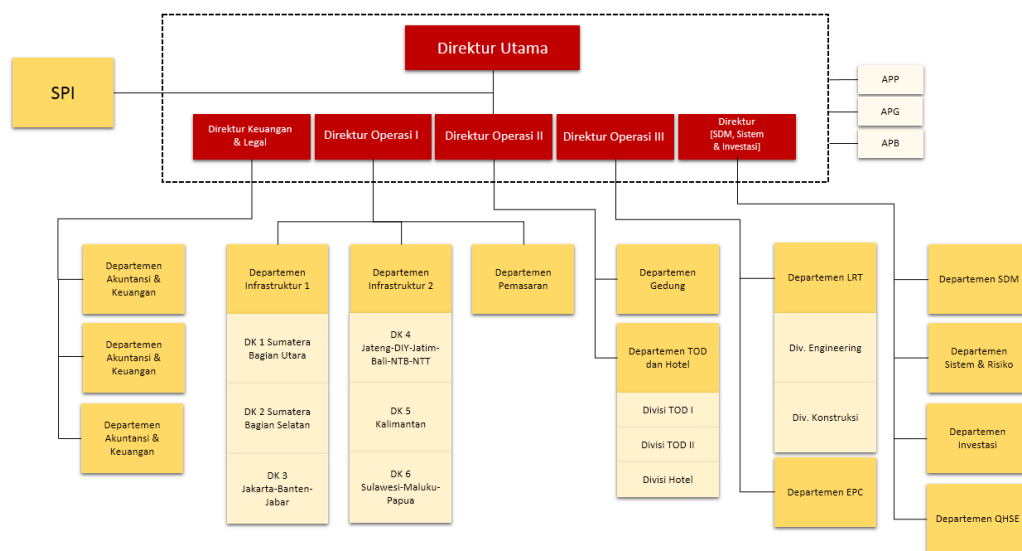 Direktur Utama
SPI
APP
APG
APB
Direktur Keuangan
& Legal
Direktur Operasi I
Direktur Operasi II
Direktur Operasi III
Direktur
[SDM, Sistem
& Investasi]
Departemen
Akuntansi &
Keuangan
Departemen
Akuntansi &
Keuangan
Departemen
Akuntansi &
Keuangan
Departemen
Infrastruktur 1
DK 1 Sumatera
Bagian Utara
DK 2 Sumatera
Bagian Selatan
DK 3
Jakarta-Banten-
Jabar
Departemen
Infrastruktur 2
DK 4
Jateng-DIY-Jatim-
Bali-NTB-NTT
DK 5
Kalimantan
DK 6
Sulawesi-Maluku-
Papua
Departemen
Pemasaran
Departemen
Gedung
Departemen TOD
dan Hotel
Divisi TOD I
Divisi TOD II
Divisi Hotel
Departemen LRT
Div. Engineering
Div. Konstruksi
Departemen EPC
Departemen SDM
Departemen
Sistem & Risiko
Departemen
Investasi
Departemen QHSE